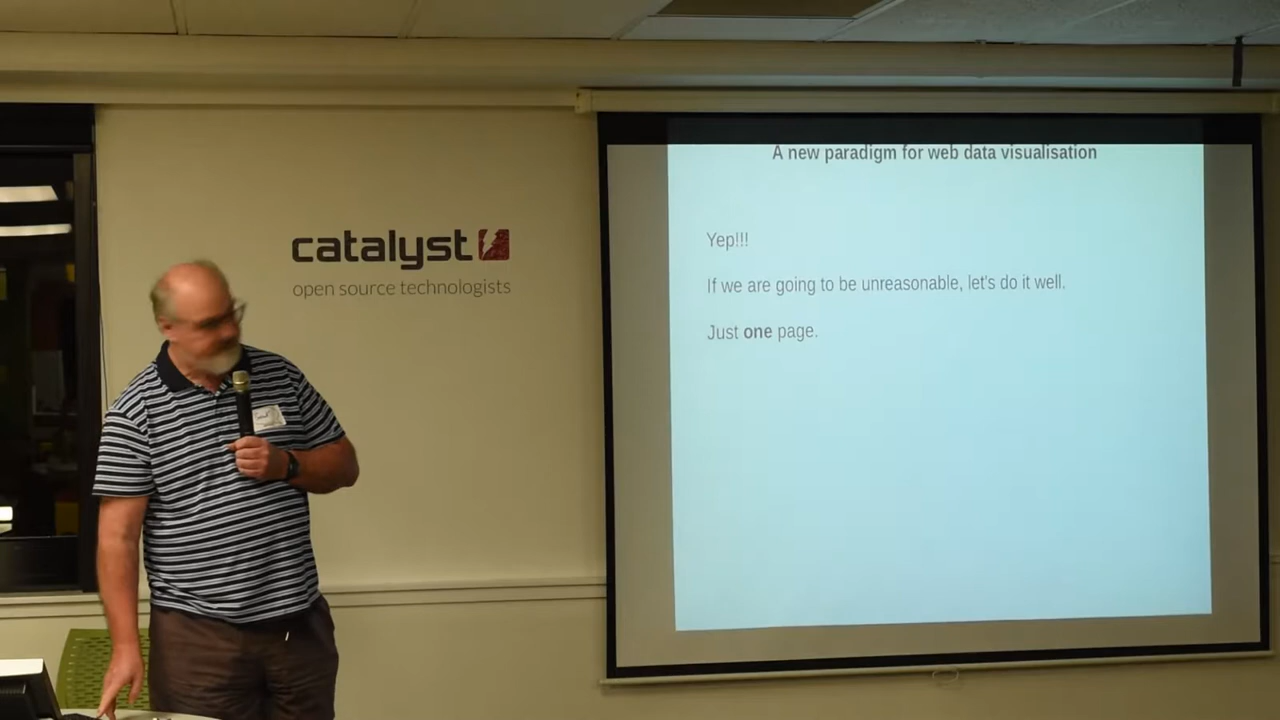 A new paradigm for web data visualisation
catalyst
open source technologists
Yep!!!
If we are going to be unreasonable, let's do it well.
Just one page.